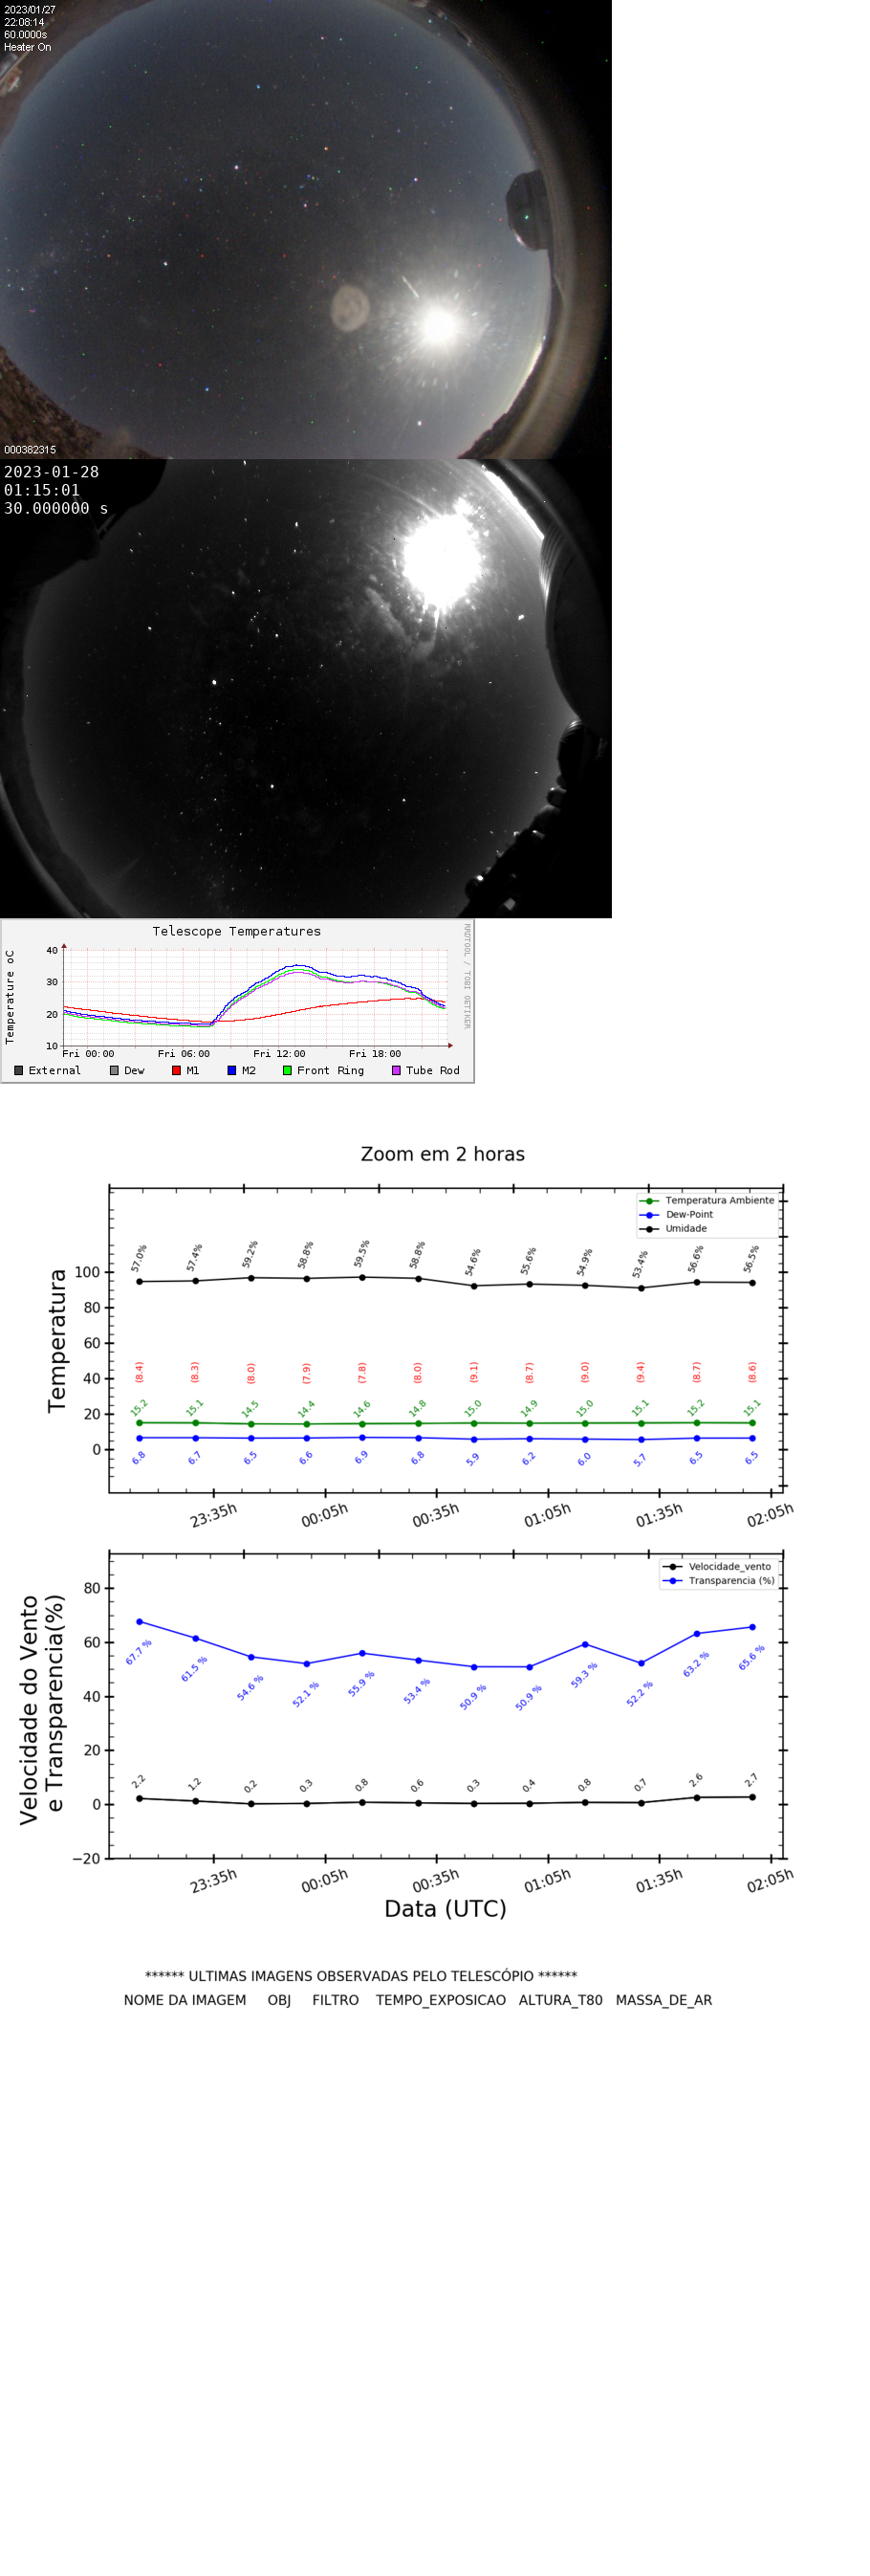 2023/01/27
22:08:14
60.0000s
Heater On
000382315
2023-01-28
01:15:01
30.000000 s
Telescope Temperatures
RRDTOOL / TOBI OETIKER
Temperature oC
40
30
20
10
Fri 00:00 Fri 06:00 Fri 12:00 Fri 18:00
External Dew M1 M2 Front Ring Tube Rod
Zoom em 2 horas
Temperatura Ambiente
Dew-Point
Umidade
Temperatura
100
80
60
40
20
0
57.0% 57.4% 59.2% 58.8% 59.5% 58.8% 54.6% 55.6% 54.9% 53.4% 56.6% 56.5%
(8.4) (8.3) (8.0) (7.9) (7.8) (8.0) (9.1) (8.7) (9.0) (9.4) (8.7) (8.6)
15.2 15.1 14.5 14.4 14.6 14.8 15.0 14.9 15.0 15.1 15.2 15.1
6.8 6.7 6.5 6.6 6.9 6.8 5.9 6.2 6.0 5.7 6.5 6.5
23:35h 00:05h 00:35h 01:05h 01:35h 02:05h
Velocidade_vento
Transparencia (%)
Velocidade do Vento
e Transparencia(%)
80
60
40
20
0
−20
67.7 % 61.5 % 54.6 % 52.1 % 55.9 % 53.4 % 50.9 % 50.9 % 59.3 % 52.2 % 63.2 % 65.6 %
2.2 1.2 0.2 0.3 0.8 0.6 0.3 0.4 0.8 0.7 2.6 2.7
23:35h 00:05h 00:35h 01:05h 01:35h 02:05h
Data (UTC)
****** ULTIMAS IMAGENS OBSERVADAS PELO TELESCÓPIO ******
NOME DA IMAGEM OBJ FILTRO TEMPO_EXPOSICAO ALTURA_T80 MASSA_DE_AR